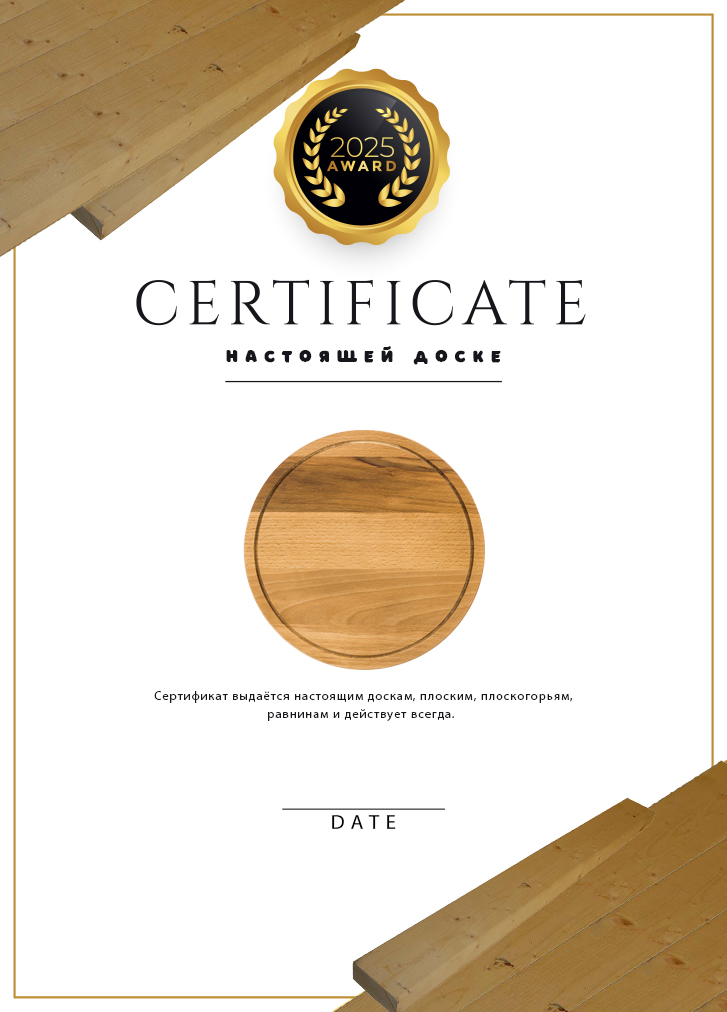 2025
AWARD
CERTIFICATE
НАСТОЯЩЕЙ ДОСКЕ
Сертификат выдаётся настоящим доскам, плоским, плоскогорьям,
равнинам и действует всегда.
DATE